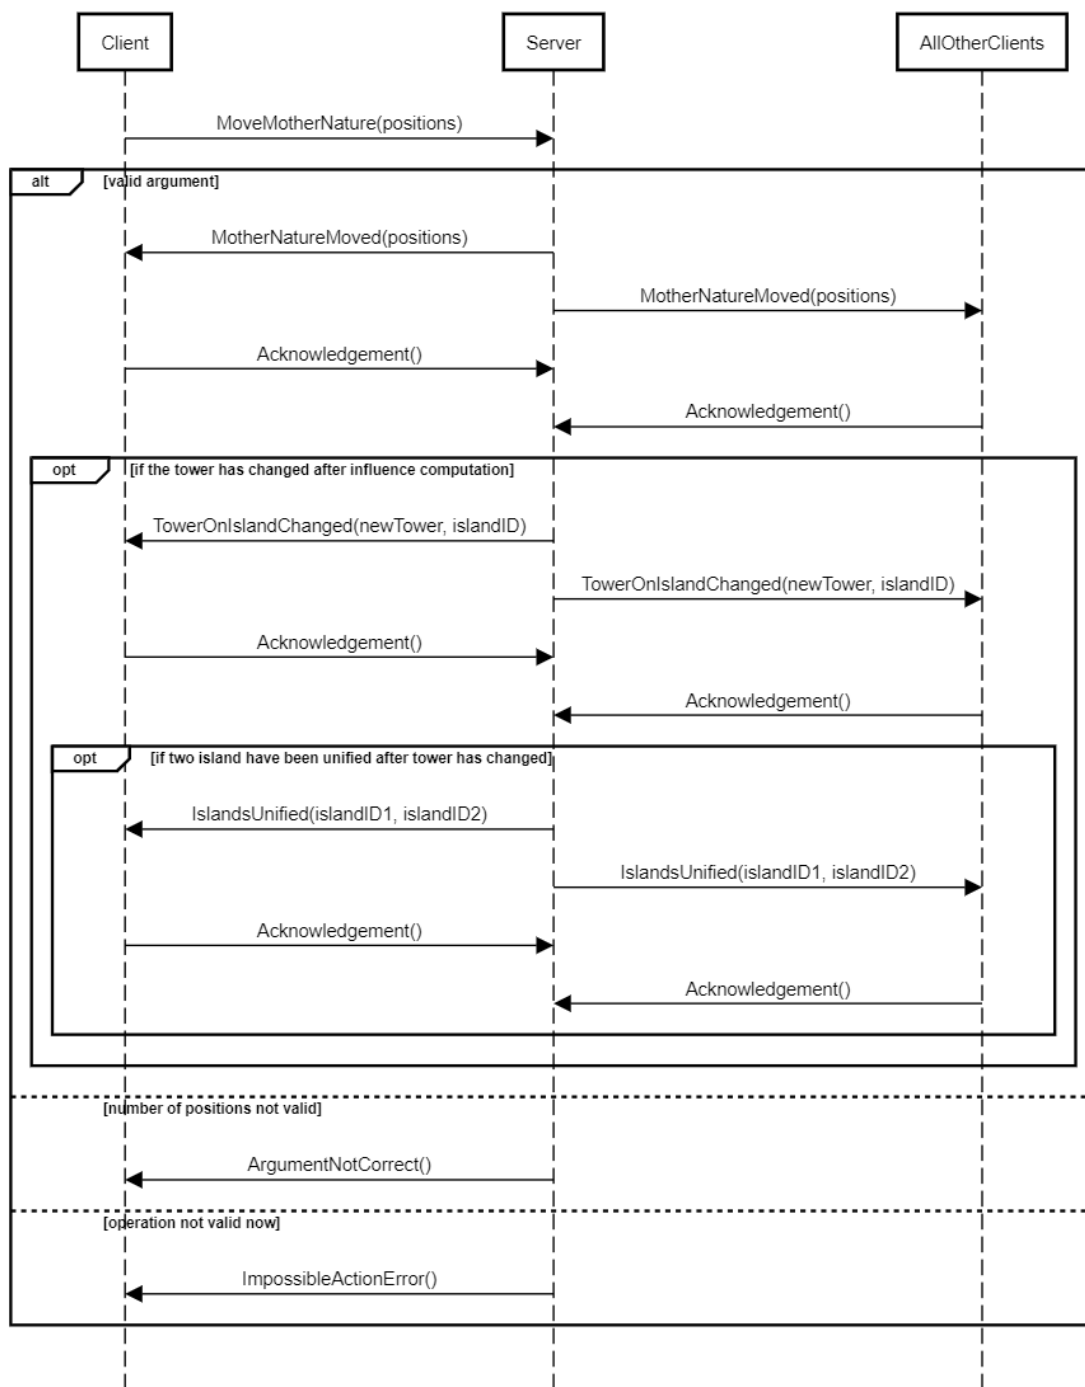 Client
Server
AllOtherClients
MoveMotherNature(positions)
alt
[valid argument]
MotherNatureMoved(positions)
MotherNatureMoved(positions)
Acknowledgement()
Acknowledgement()
opt
[if the tower has changed after influence computation]
TowerOnIslandChanged(newTower, islandID)
TowerOnIslandChanged(newTower, islandID)
Acknowledgement()
Acknowledgement()
opt
[if two island have been unified after tower has changed]
IslandsUnified(islandID1, islandID2)
IslandsUnified(islandID1, islandID2)
Acknowledgement()
Acknowledgement()
[number of positions not valid]
ArgumentNotCorrect()
[operation not valid now]
ImpossibleActionError()